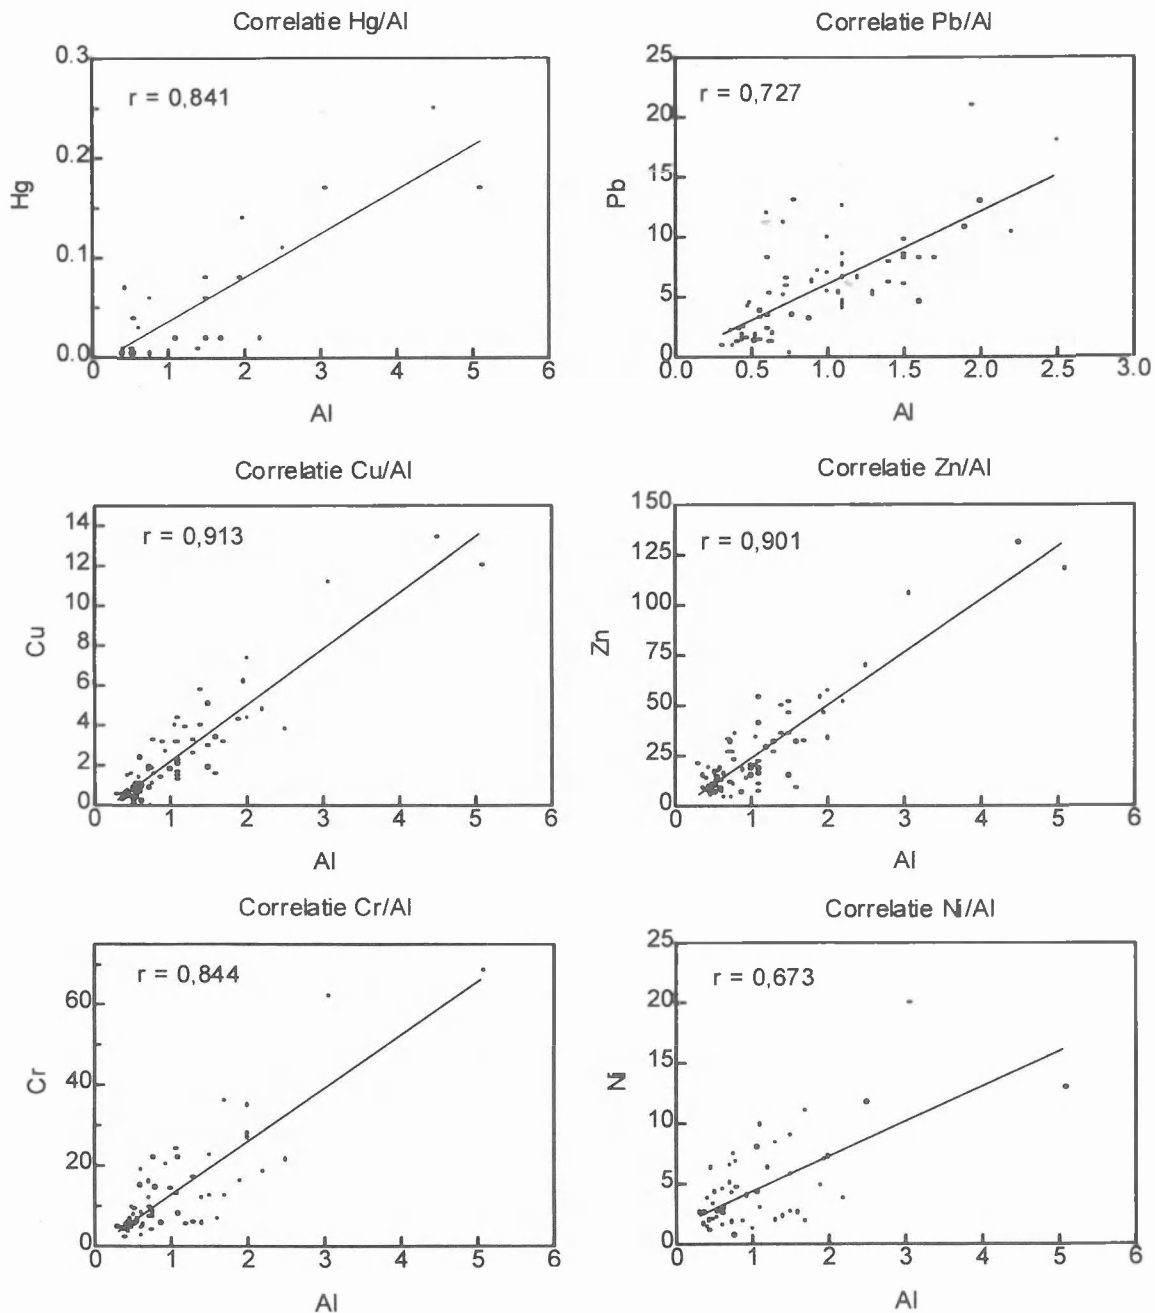 Correlatie Hg/Al
r = 0,841
Hg
0.3
0.2
0.1
0.0
0 1 2 3 4 5 6
Al
Correlatie Pb/Al
r = 0,727
Pb
25
20
15
10
5
0
0.0 0.5 1.0 1.5 2.0 2.5 3.0
Al
Correlatie Cu/Al
r = 0,913
Cu
14
12
10
8
6
4
2
0
0 1 2 3 4 5 6
Al
Correlatie Zn/Al
r = 0,901
Zn
150
125
100
75
50
25
0
0 1 2 3 4 5 6
Al
Correlatie Cr/Al
r = 0,844
Cr
60
40
20
0
0 1 2 3 4 5 6
Al
Correlatie Ni/Al
r = 0,673
Ni
25
20
15
10
5
0
0 1 2 3 4 5 6
Al